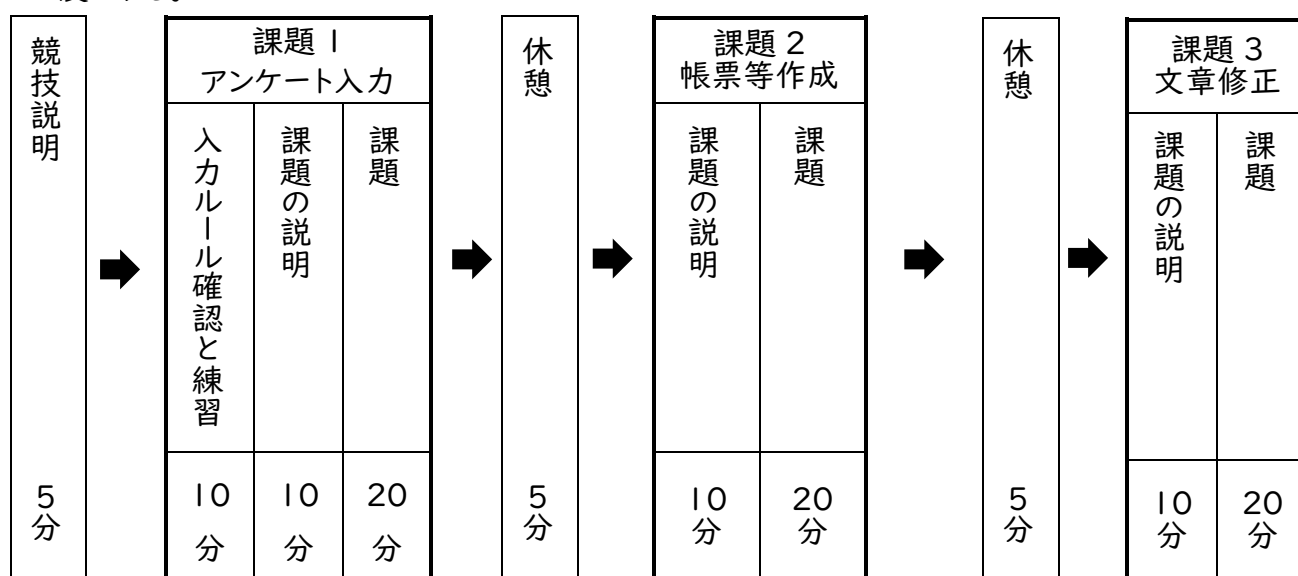 競技説明
5分
課題1
アンケート入力
入力ルール確認と練習
10分
課題の説明
10分
課題
20分
休憩
5分
課題2
帳票等作成
課題の説明
10分
課題
20分
休憩
5分
課題3
文章修正
課題の説明
10分
課題
20分